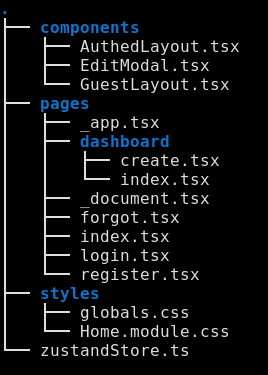 .
├── components
│   ├── AuthedLayout.tsx
│   ├── EditModal.tsx
│   └── GuestLayout.tsx
├── pages
│   ├── _app.tsx
│   ├── dashboard
│   │   ├── create.tsx
│   │   └── index.tsx
│   ├── _document.tsx
│   ├── forgot.tsx
│   ├── index.tsx
│   ├── login.tsx
│   └── register.tsx
├── styles
│   ├── globals.css
│   └── Home.module.css
└── zustandStore.ts